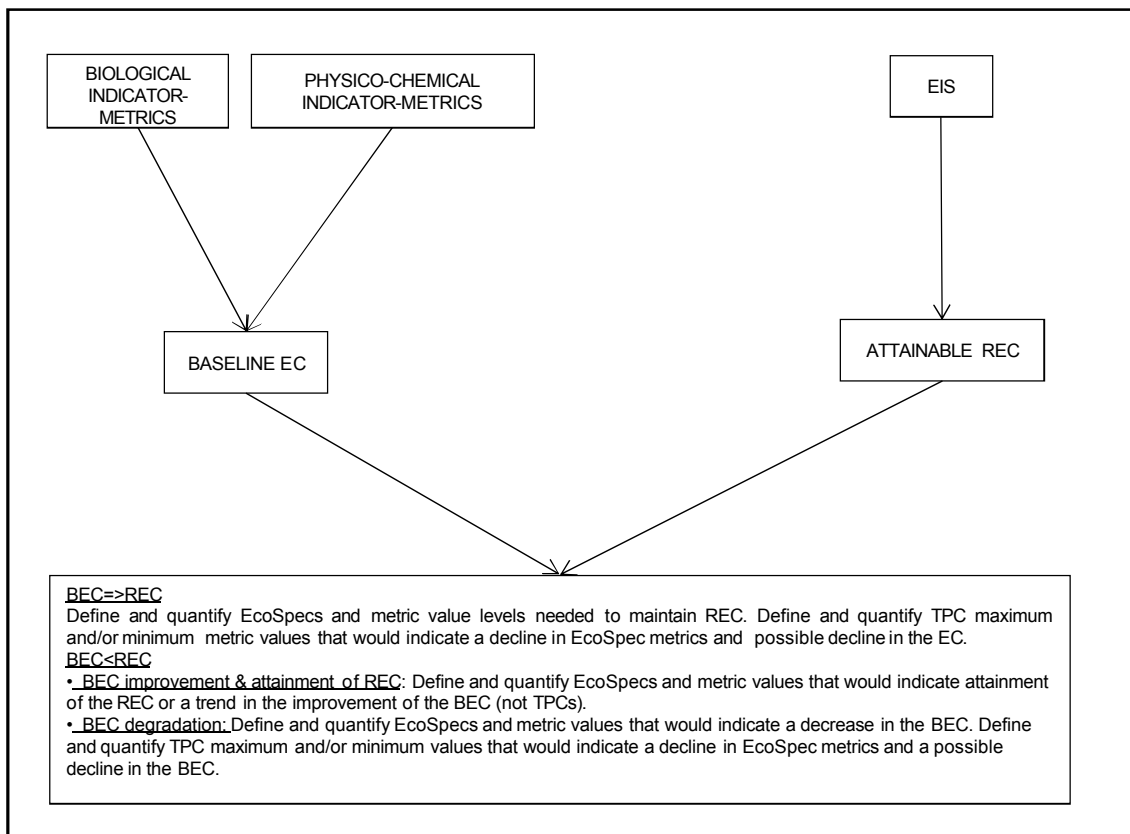 BIOLOGICAL
INDICATOR-
METRICS
PHYSICO-CHEMICAL
INDICATOR-METRICS
EIS
BASELINE EC
ATTAINABLE REC
BEC=>REC
Define and quantify EcoSpecs and metric value levels needed to maintain REC. Define and quantify TPC maximum
and/or minimum metric values that would indicate a decline in EcoSpec metrics and possible decline in the EC.
BEC<REC
• BEC improvement & attainment of REC: Define and quantify EcoSpecs and metric values that would indicate attainment
of the REC or a trend in the improvement of the BEC (not TPCs).
• BEC degradation: Define and quantify EcoSpecs and metric values that would indicate a decrease in the BEC. Define
and quantify TPC maximum and/or minimum values that would indicate a decline in EcoSpec metrics and a possible
decline in the BEC.